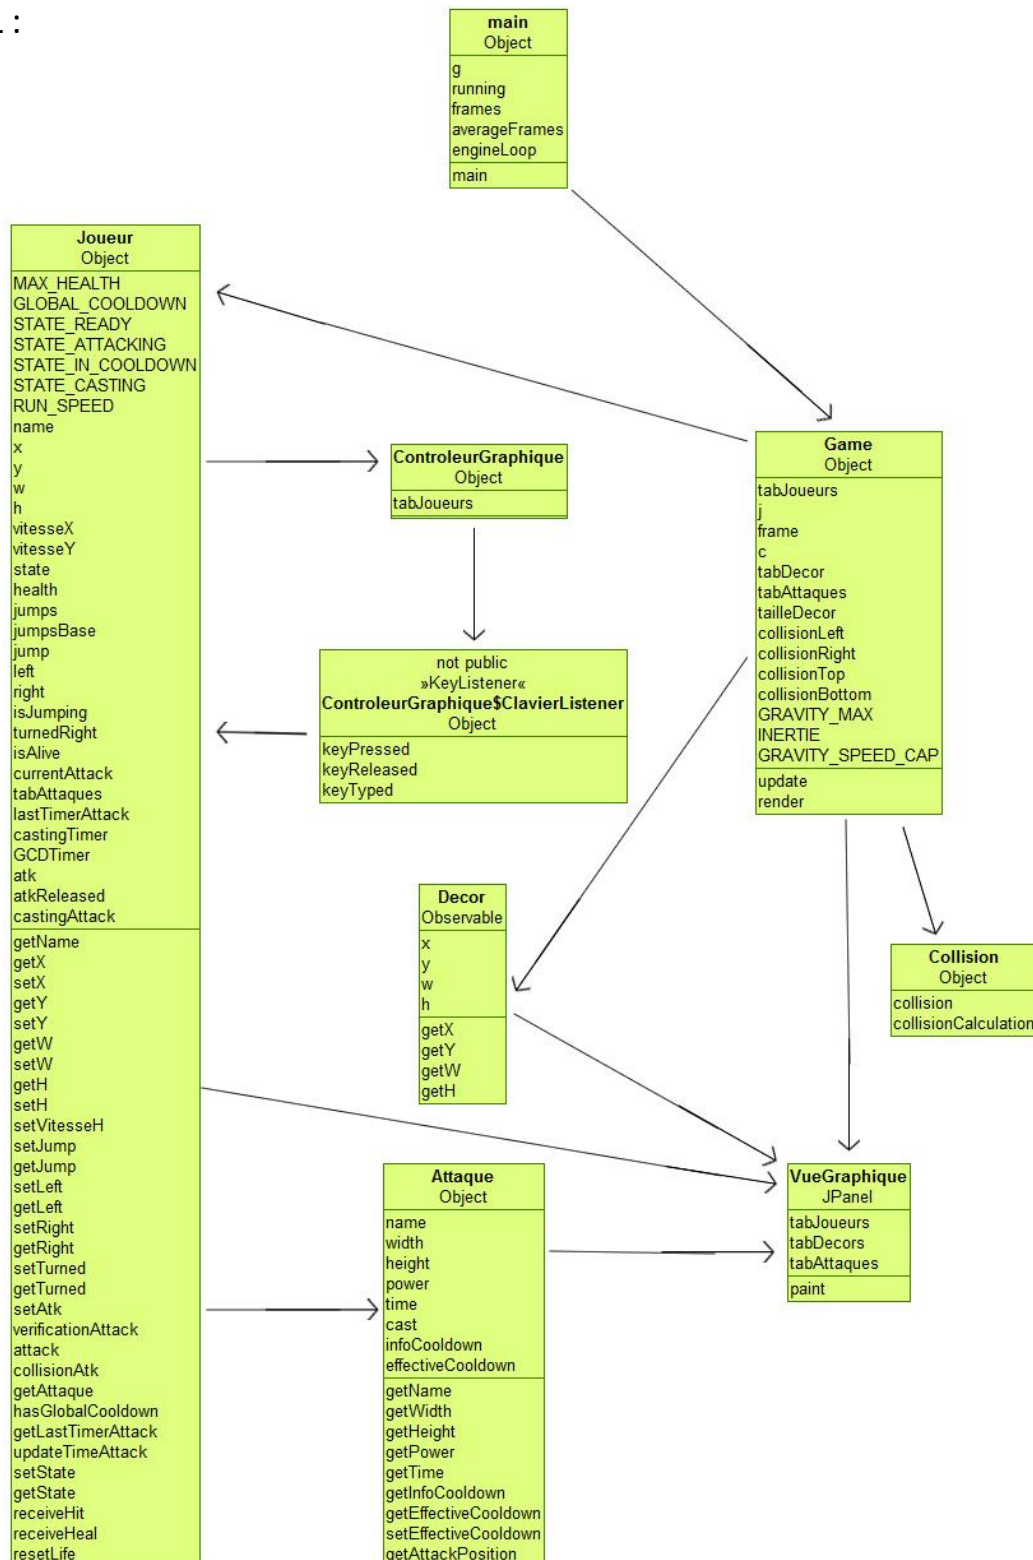 :
main
Object
g
running
frames
averageFrames
engineLoop
main
Joueur
Object
MAX_HEALTH
GLOBAL_COOLDOWN
STATE_READY
STATE_ATTACKING
STATE_IN_COOLDOWN
STATE_CASTING
RUN_SPEED
name
x
y
w
h
vitesseX
vitesseY
state
health
jumps
jumpsBase
jump
left
right
isJumping
turnedRight
isAlive
currentAttack
tabAttaques
lastTimerAttack
castingTimer
GCDTimer
atk
atkReleased
castingAttack
getName
getX
setX
getY
setY
getW
setW
getH
setH
setVitesseH
setJump
getJump
setLeft
getLeft
setRight
getRight
setTurned
getTurned
setAtk
verificationAttack
attack
collisionAtk
getAttaque
hasGlobalCooldown
getLastTimerAttack
updateTimeAttack
setState
getState
receiveHit
receiveHeal
resetLife
ControleurGraphique
Object
tabJoueurs
not public
»KeyListener«
ControleurGraphique$ClavierListener
Object
keyPressed
keyReleased
keyTyped
Game
Object
tabJoueurs
j
frame
c
tabDecor
tabAttaques
tailleDecor
collisionLeft
collisionRight
collisionTop
collisionBottom
GRAVITY_MAX
INERTIE
GRAVITY_SPEED_CAP
update
render
Decor
Observable
x
y
w
h
getX
getY
getW
getH
Collision
Object
collision
collisionCalculation
Attaque
Object
name
width
height
power
time
cast
infoCooldown
effectiveCooldown
getName
getWidth
getHeight
getPower
getTime
getInfoCooldown
getEffectiveCooldown
setEffectiveCooldown
getAttackPosition
VueGraphique
JPanel
tabJoueurs
tabDecors
tabAttaques
paint